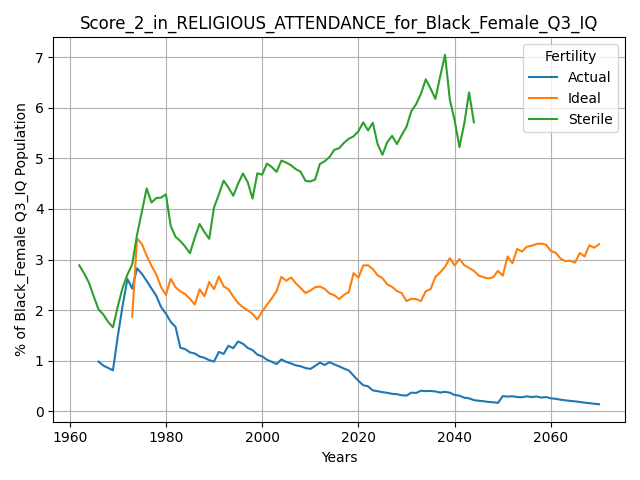 Score_2_in_RELIGIOUS_ATTENDANCE_for_Black_Female_Q3_IQ
% of Black_Female Q3_IQ Population
7
6
5
4
3
2
1
0
Fertility
Actual
Ideal
Sterile
1960 1980 2000 2020 2040 2060
Years